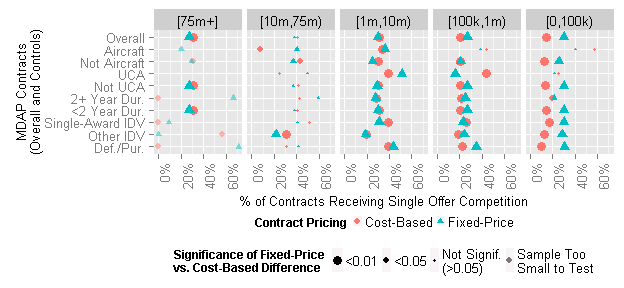 [75m+] [10m,75m) [1m,10m) [100k,1m) [0,100k)
MDAP Contracts
(Overall and Controls)
Overall
Aircraft
Not Aircraft
UCA
Not UCA
2+ Year Dur.
<2 Year Dur.
Single-Award IDV
Other IDV
Def./Pur.
0% 20% 40% 60% 0% 20% 40% 60% 0% 20% 40% 60% 0% 20% 40% 60% 0% 20% 40% 60%
% of Contracts Receiving Single Offer Competition
Contract Pricing Cost-Based Fixed-Price
Significance of Fixed-Price
vs. Cost-Based Difference
<0.01 <0.05 Not Signif.
(>0.05)
Sample Too
Small to Test